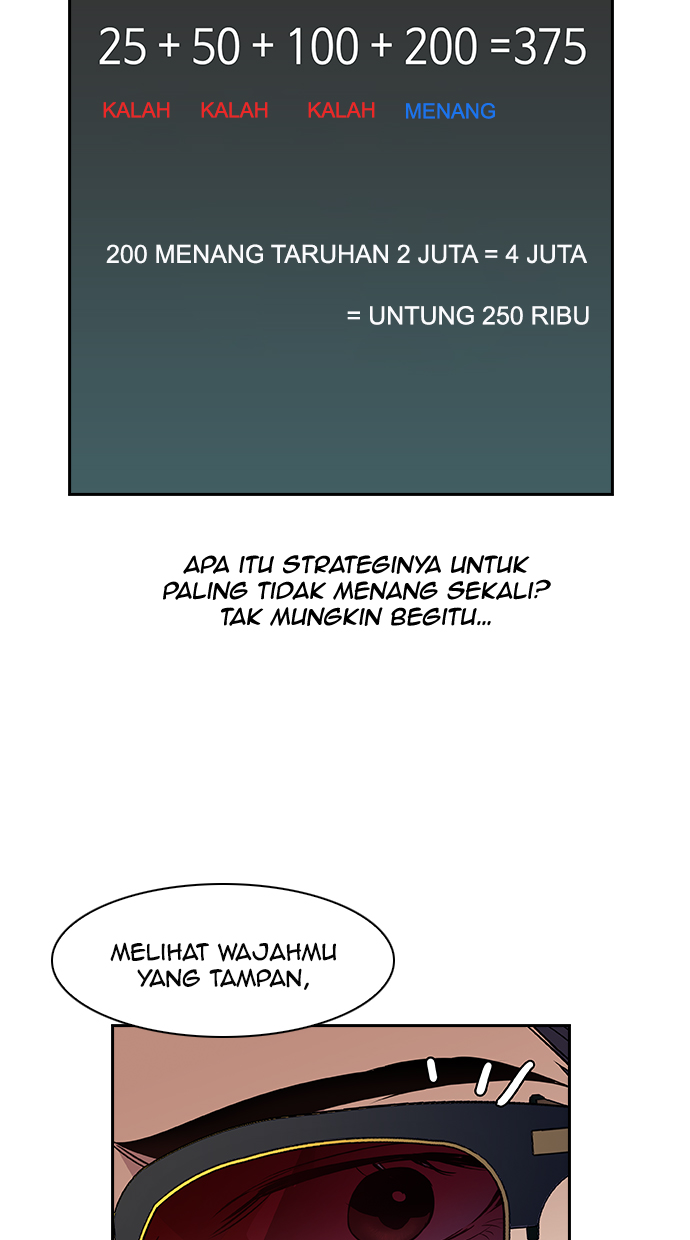 25 + 50 + 100 + 200 =375
KALAH KALAH KALAH MENANG
200 MENANG TARUHAN 2 JUTA = 4 JUTA
= UNTUNG 250 RIBU
APA ITU STRATEGINYA UNTUK
PALING TIDAK MENANG SEKALI?
TAK MUNGKIN BEGITU...
MELIHAT WAJAHMU
YANG TAMPAN,